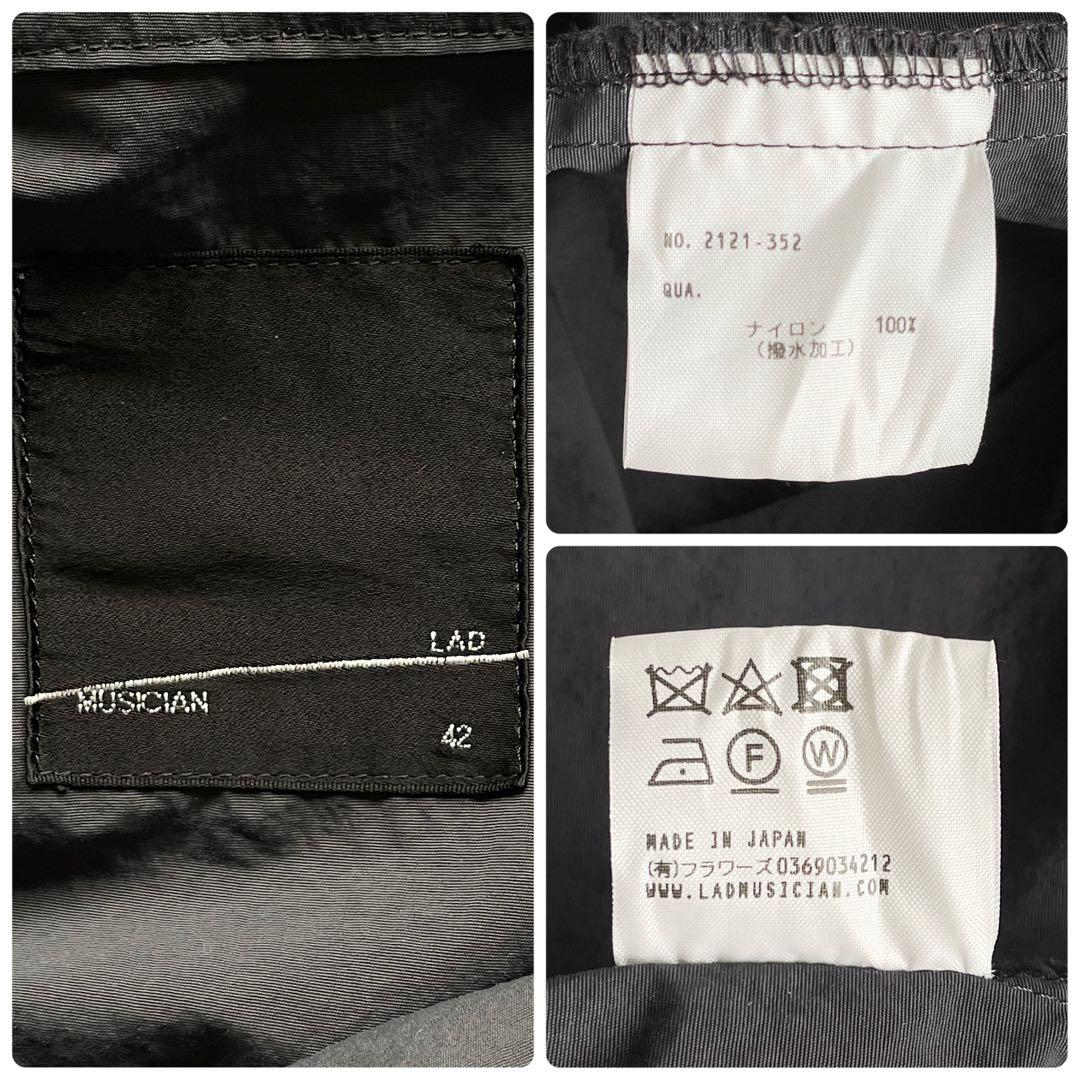 LAD
MUSICIAN
42
NO. 2121-352
QUA.
ナイロン 100%
(撥水加工)
F W
MADE IN JAPAN
(有)フラワーズ0369034212
WWW.LADMUSICIAN.COM